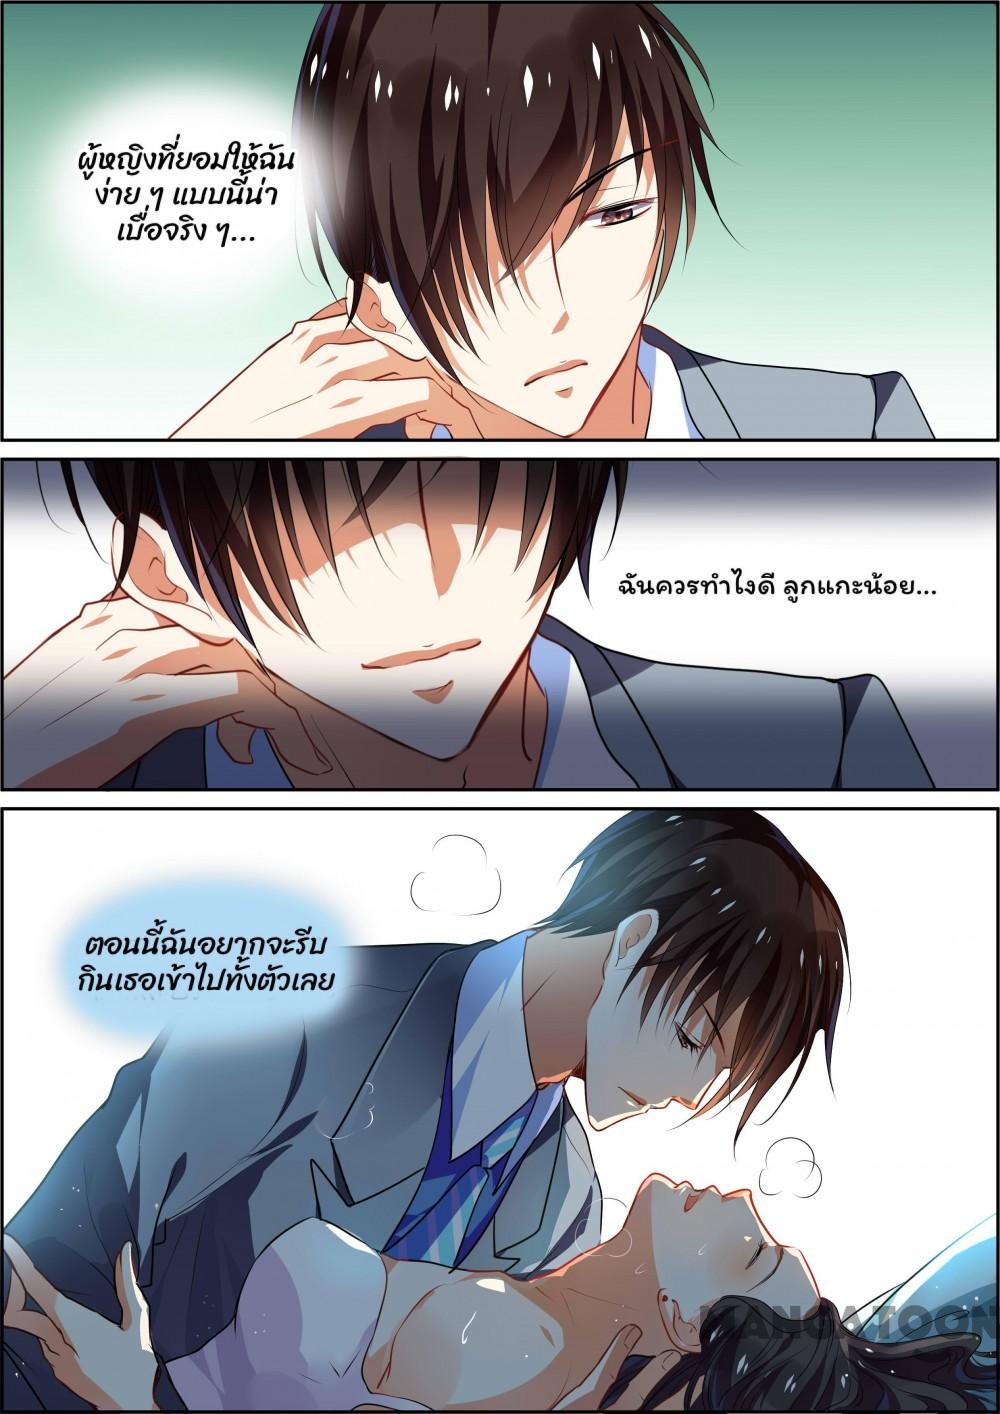 ผู้หญิงที่ยอมให้ฉัน
ง่าย ๆ แบบนี้น่า
เบื่อจริง ๆ...
ฉันควรทำไงดี ลูกแกะน้อย...
ตอนนี้ฉันอยากจะรีบ
กินเธอเข้าไปทั้งตัวเลย
MANGATOON